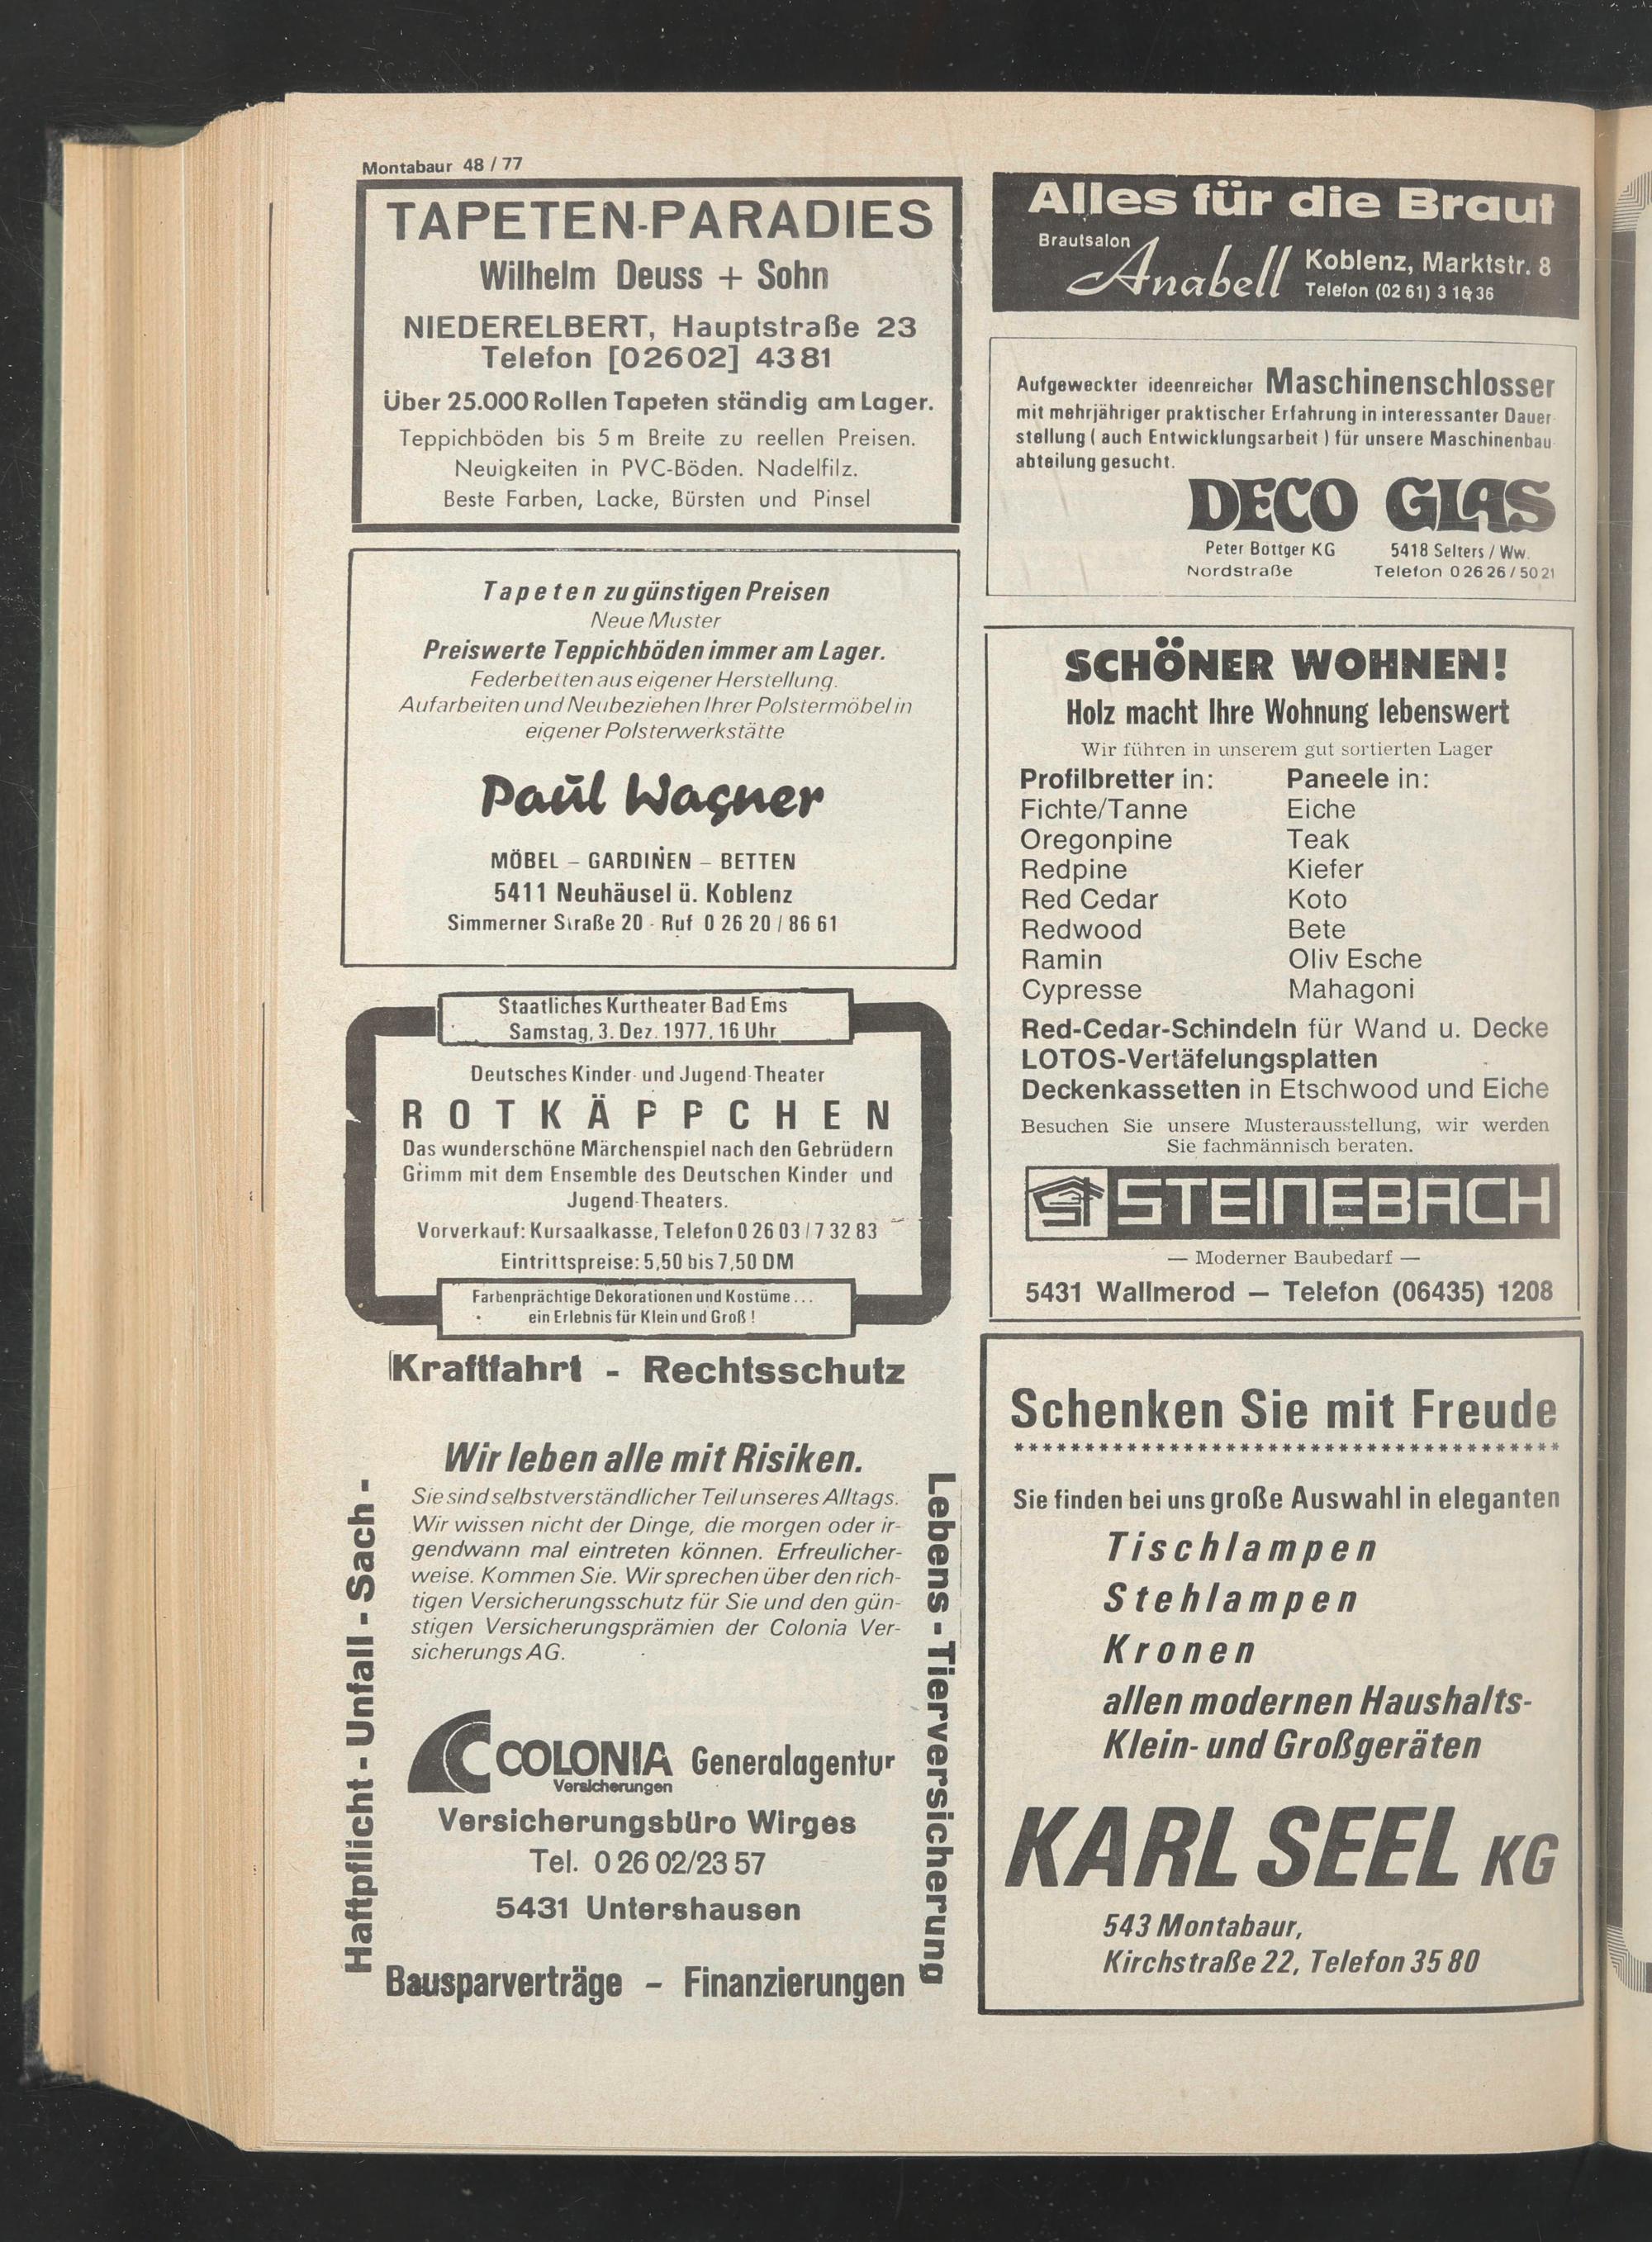 Montabaur 48 / 77
TAPETEN-PARADIES
Wilhelm Deuss + Sohn
NIEDERELBERT, Hauptstraße 23
Telefon [02602] 4381
Über 25.000 Rollen Tapeten ständig am Lager.
Teppichböden bis 5 m Breite zu reellen Preisen.
Neuigkeiten in PVC-Böden. Nadelfilz.
Beste Farben, Lacke, Bürsten und Pinsel
Tapeten zu günstigen Preisen
Neue Muster
Preiswerte Teppichböden immer am Lager.
Federbetten aus eigener Herstellung.
Aufarbeiten und Neubeziehen Ihrer Polstermöbel in
eigener Polsterwerkstätte
Paul Wagner
MÖBEL – GARDINEN – BETTEN
5411 Neuhäusel ü. Koblenz
Simmerner Straße 20 - Ruf 0 26 20 / 86 61
Staatliches Kurtheater Bad Ems
Samstag, 3. Dez. 1977, 16 Uhr
Deutsches Kinder- und Jugend-Theater
ROTKÄPPCHEN
Das wunderschöne Märchenspiel nach den Gebrüdern
Grimm mit dem Ensemble des Deutschen Kinder und
Jugend-Theaters.
Vorverkauf: Kursaalkasse, Telefon 0 26 03 / 7 32 83
Eintrittspreise: 5,50 bis 7,50 DM
Farbenprächtige Dekorationen und Kostüme...
ein Erlebnis für Klein und Groß !
Kraftfahrt - Rechtsschutz
Haftpflicht - Unfall - Sach -
Wir leben alle mit Risiken.
Sie sind selbstverständlicher Teil unseres Alltags.
Wir wissen nicht der Dinge, die morgen oder ir-
gendwann mal eintreten können. Erfreulicher-
weise. Kommen Sie. Wir sprechen über den rich-
tigen Versicherungsschutz für Sie und den gün-
stigen Versicherungsprämien der Colonia Ver-
sicherungs AG.
Lebens - Tierversicherung
COLONIA Generalagentur
Versicherungen
Versicherungsbüro Wirges
Tel. 0 26 02/23 57
5431 Untershausen
Bausparverträge - Finanzierungen
Alles für die Braut
Brautsalon
Anabell
Koblenz, Marktstr. 8
Telefon (02 61) 3 16 36
Aufgeweckter ideenreicher Maschinenschlosser
mit mehrjähriger praktischer Erfahrung in interessanter Dauer-
stellung ( auch Entwicklungsarbeit ) für unsere Maschinenbau-
abteilung gesucht.
DECO GLAS
Peter Böttger KG 5418 Selters / Ww.
Nordstraße Telefon 0 26 26 / 50 21
SCHÖNER WOHNEN!
Holz macht Ihre Wohnung lebenswert
Wir führen in unserem gut sortierten Lager
Profilbretter in: Paneele in:
Fichte/Tanne Eiche
Oregonpine Teak
Redpine Kiefer
Red Cedar Koto
Redwood Bete
Ramin Oliv Esche
Cypresse Mahagoni
Red-Cedar-Schindeln für Wand u. Decke
LOTOS-Vertäfelungsplatten
Deckenkassetten in Etschwood und Eiche
Besuchen Sie unsere Musterausstellung, wir werden
Sie fachmännisch beraten.
STEINEBACH
— Moderner Baubedarf —
5431 Wallmerod — Telefon (06435) 1208
Schenken Sie mit Freude
***************************************
Sie finden bei uns große Auswahl in eleganten
Tischlampen
Stehlampen
Kronen
allen modernen Haushalts-
Klein- und Großgeräten
KARL SEEL KG
543 Montabaur,
Kirchstraße 22, Telefon 35 80